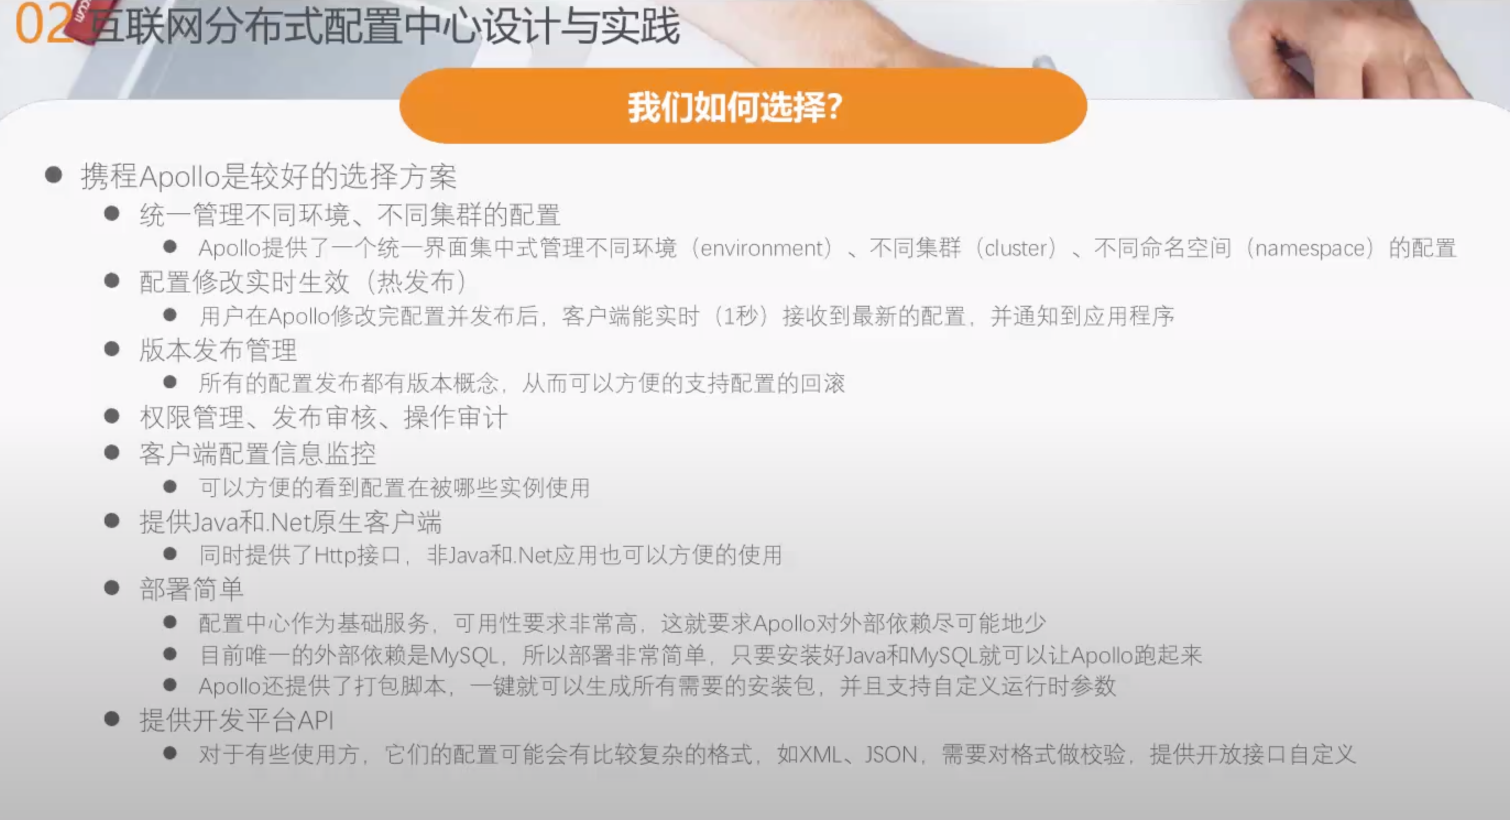 02互联网分布式配置中心设计与实践
我们如何选择?
携程Apollo是较好的选择方案
统一管理不同环境、不同集群的配置
Apollo提供了一个统一界面集中式管理不同环境（environment）、不同集群（cluster）、不同命名空间（namespace）的配置
配置修改实时生效（热发布）
用户在Apollo修改完配置并发布后，客户端能实时（1秒）接收到最新的配置，并通知到应用程序
版本发布管理
所有的配置发布都有版本概念，从而可以方便的支持配置的回滚
权限管理、发布审核、操作审计
客户端配置信息监控
可以方便的看到配置在被哪些实例使用
提供Java和.Net原生客户端
同时提供了Http接口，非Java和.Net应用也可以方便的使用
部署简单
配置中心作为基础服务，可用性要求非常高，这就要求Apollo对外部依赖尽可能地少
目前唯一的外部依赖是MySQL，所以部署非常简单，只要安装好Java和MySQL就可以让Apollo跑起来
Apollo还提供了打包脚本，一键就可以生成所有需要的安装包，并且支持自定义运行时参数
提供开发平台API
对于有些使用方，它们的配置可能会有比较复杂的格式，如XML、JSON，需要对格式做校验，提供开放接口自定义